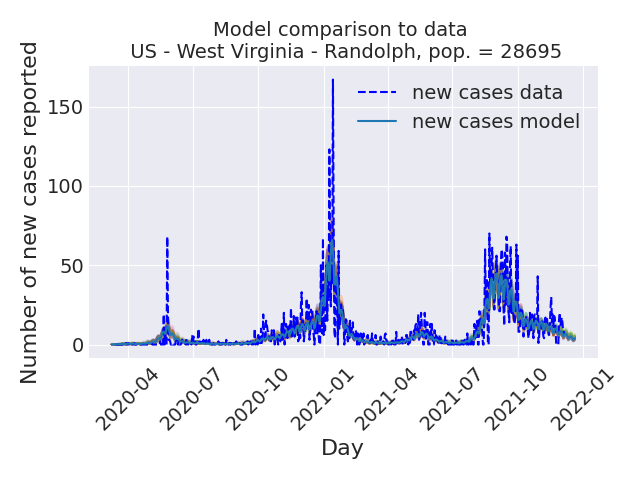 Model comparison to data
US - West Virginia - Randolph, pop. = 28695
Number of new cases reported
150
100
50
0
new cases data
new cases model
2020-04
2020-07
2020-10
2021-01
2021-04
2021-07
2021-10
2022-01
Day